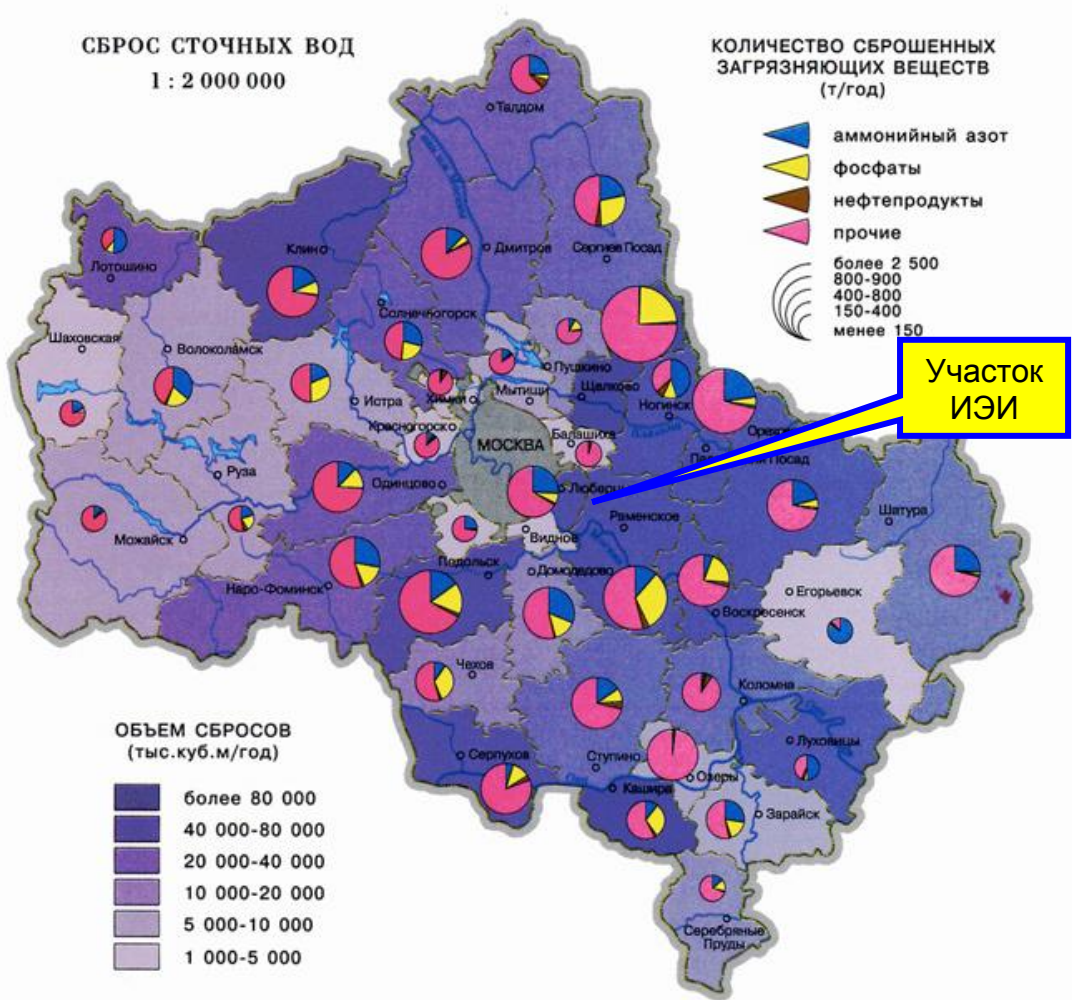 СБРОС СТОЧНЫХ ВОД
1 : 2 000 000
КОЛИЧЕСТВО СБРОШЕННЫХ
ЗАГРЯЗНЯЮЩИХ ВЕЩЕСТВ
(т/год)
аммонийный азот
фосфаты
нефтепродукты
прочие
более 2 500
800-900
400-800
150-400
менее 150
Участок
ИЭИ
Талдом
Дмитров
Сергиев Посад
Клин
Лотошино
Солнечногорск
Шаховская
Волоколамск
Пушкино
Щелково
Мытищи
Истра
Химки
Ногинск
Красногорск
МОСКВА
Балашиха
Посад
Руза
Одинцово
Люберцы
Шатура
Раменское
Видное
Можайск
Подольск
Домодедово
Наро-Фоминск
Егорьевск
Воскресенск
Чехов
Коломна
Луховицы
Серпухов
Ступино
Озеры
Кашира
Зарайск
Серебряные
Пруды
ОБЪЕМ СБРОСОВ
(тыс.куб.м/год)
более 80 000
40 000-80 000
20 000-40 000
10 000-20 000
5 000-10 000
1 000-5 000